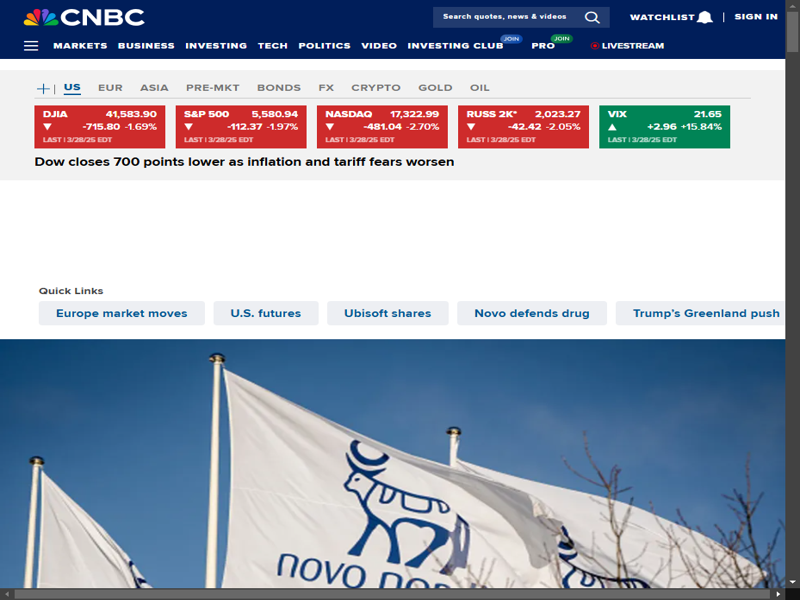 CNBC
Search quotes, news & videos
WATCHLIST | SIGN IN
MARKETS BUSINESS INVESTING TECH POLITICS VIDEO INVESTING CLUB JOIN PRO JOIN LIVESTREAM
US EUR ASIA PRE-MKT BONDS FX CRYPTO GOLD OIL
DJIA 41,583.90
-715.80 -1.69%
LAST | 3/28/25 EDT
S&P 500 5,580.94
-112.37 -1.97%
LAST | 3/28/25 EDT
NASDAQ 17,322.99
-481.04 -2.70%
LAST | 3/28/25 EDT
RUSS 2K* 2,023.27
-42.42 -2.05%
LAST | 3/28/25 EDT
VIX 21.65
+2.96 +15.84%
LAST | 3/28/25 EDT
Dow closes 700 points lower as inflation and tariff fears worsen
Quick Links
Europe market moves
U.S. futures
Ubisoft shares
Novo defends drug
Trump's Greenland push
novo